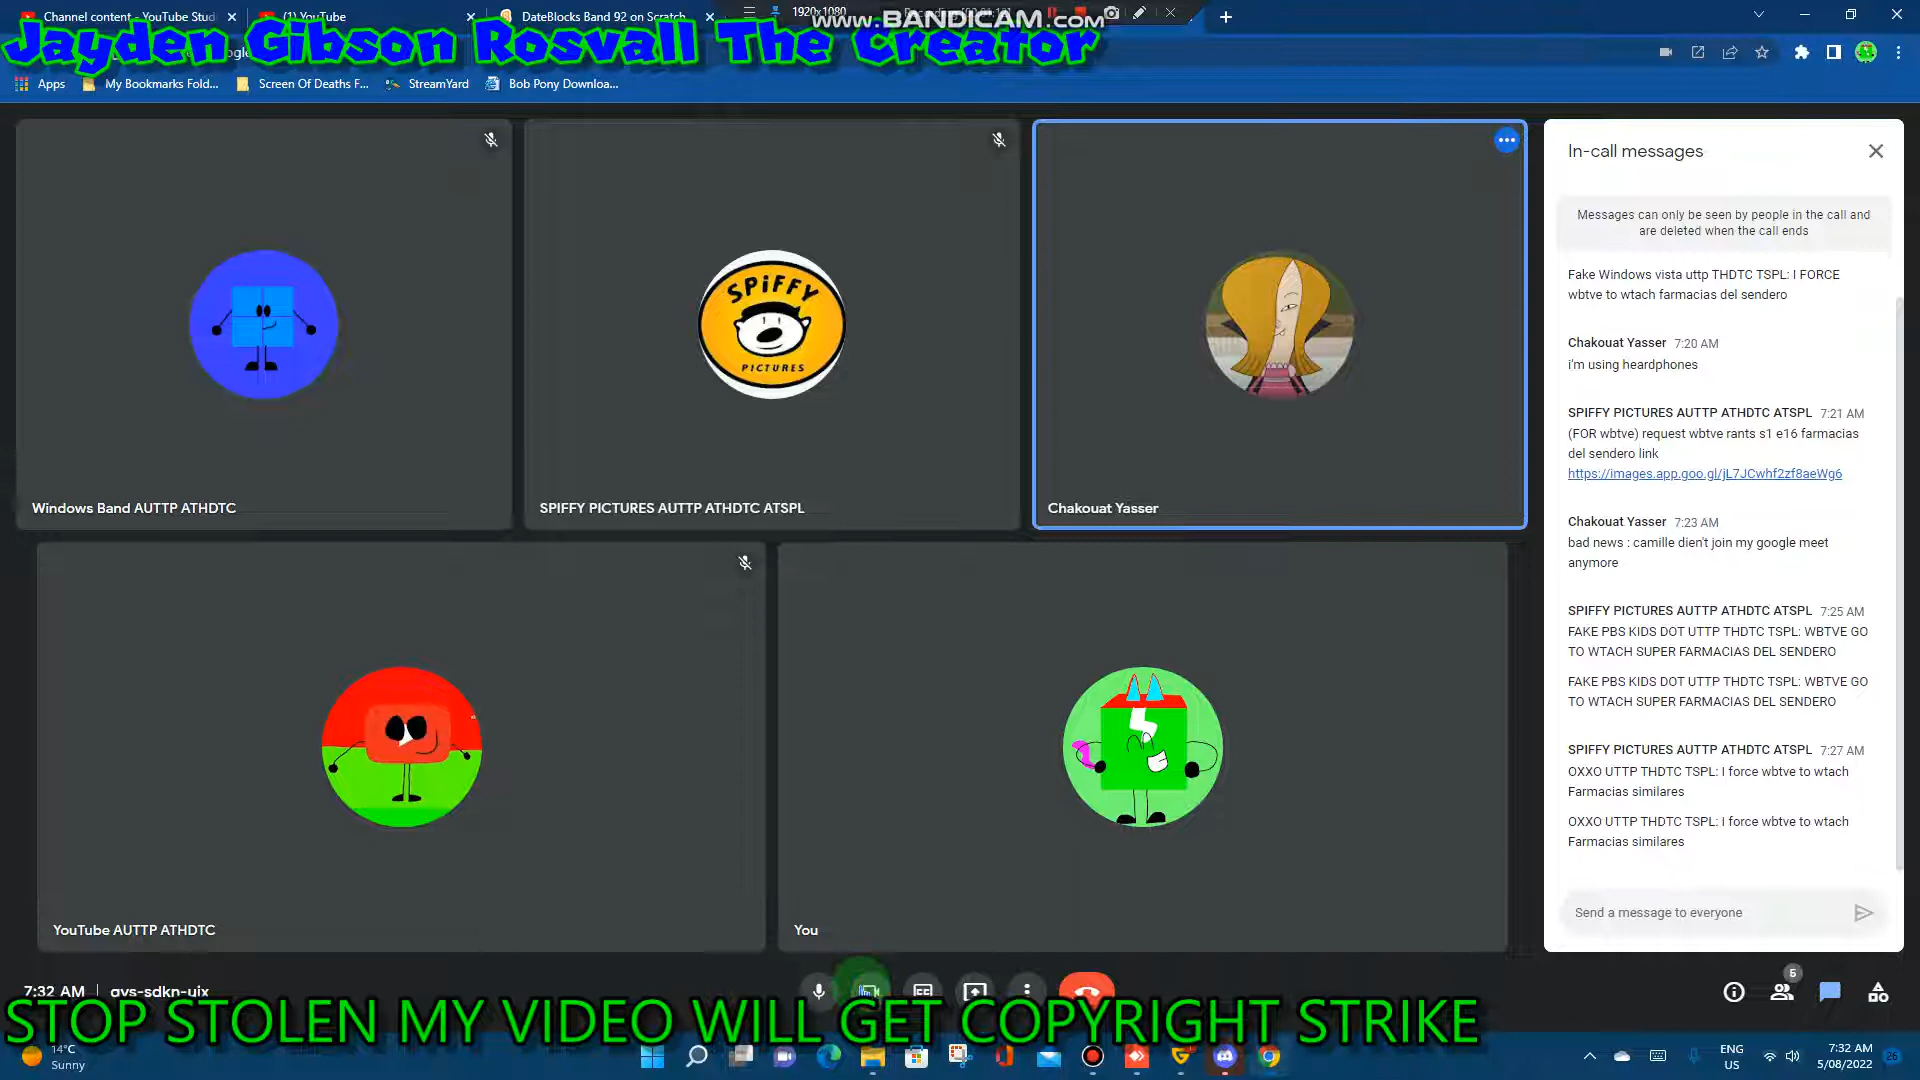 Channel content - YouTube Stud
(1) YouTube
DateBlocks Band 92 on Scratch
1920x1080
www.BANDICAM.com
Jayden Gibson Rosvall The Creator
Apps
My Bookmarks Fold...
Screen Of Deaths F...
StreamYard
Bob Pony Downloa...
Windows Band AUTTP ATHDTC
SPIFFY
PICTURES
SPIFFY PICTURES AUTTP ATHDTC ATSPL
Chakouat Yasser
YouTube AUTTP ATHDTC
You
In-call messages
Messages can only be seen by people in the call and
are deleted when the call ends
Fake Windows vista uttp THDTC TSPL: I FORCE
wbtve to wtach farmacias del sendero
Chakouat Yasser 7:20 AM
i'm using heardphones
SPIFFY PICTURES AUTTP ATHDTC ATSPL 7:21 AM
(FOR wbtve) request wbtve rants s1 e16 farmacias
del sendero link
https://images.app.goo.gl/jL7JCwhf2zf8aeWg6
Chakouat Yasser 7:23 AM
bad news : camille dien't join my google meet
anymore
SPIFFY PICTURES AUTTP ATHDTC ATSPL 7:25 AM
FAKE PBS KIDS DOT UTTP THDTC TSPL: WBTVE GO
TO WTACH SUPER FARMACIAS DEL SENDERO
FAKE PBS KIDS DOT UTTP THDTC TSPL: WBTVE GO
TO WTACH SUPER FARMACIAS DEL SENDERO
SPIFFY PICTURES AUTTP ATHDTC ATSPL 7:27 AM
OXXO UTTP THDTC TSPL: I force wbtve to wtach
Farmacias similares
OXXO UTTP THDTC TSPL: I force wbtve to wtach
Farmacias similares
Send a message to everyone
7:32 AM | qvs-sdkn-uix
5
STOP STOLEN MY VIDEO WILL GET COPYRIGHT STRIKE
14°C
Sunny
ENG
US
7:32 AM
5/08/2022
26